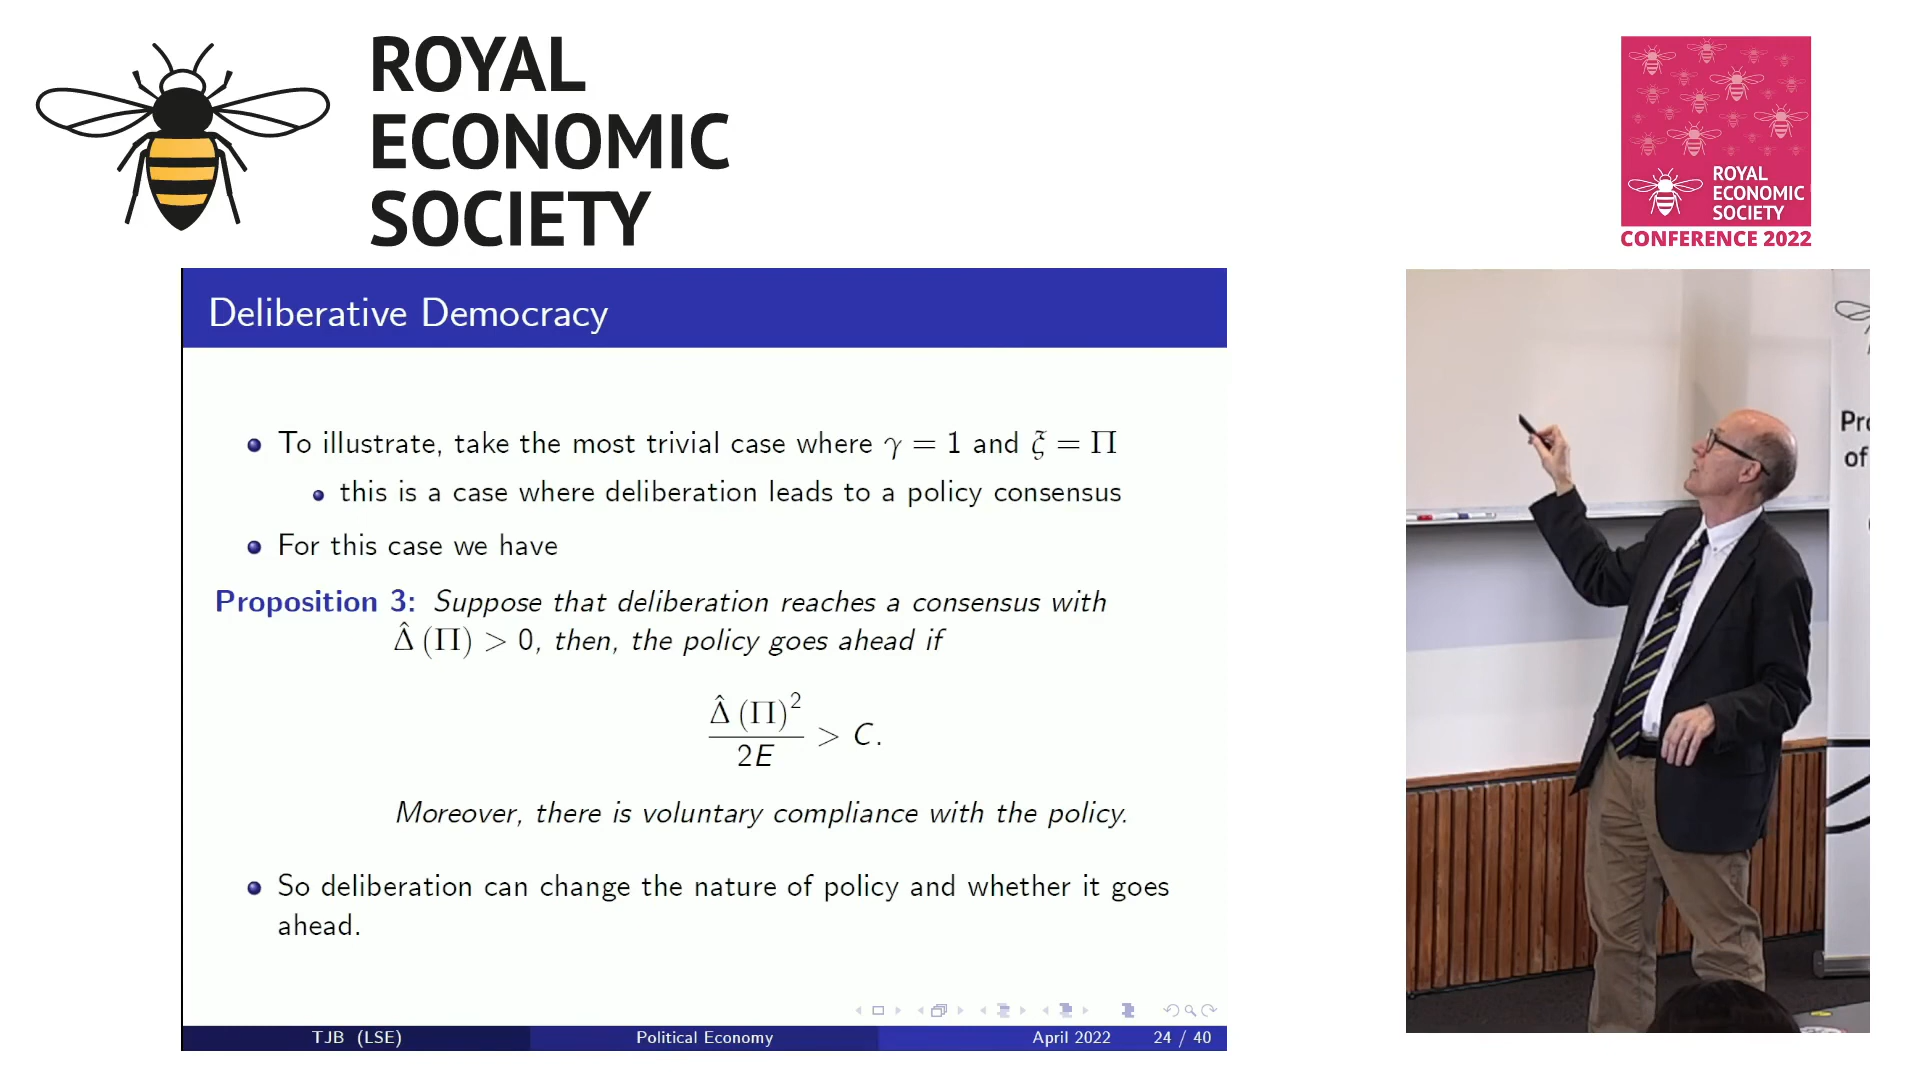 ROYAL
ECONOMIC
SOCIETY
ROYAL
ECONOMIC
SOCIETY
CONFERENCE 2022
Deliberative Democracy
To illustrate, take the most trivial case where γ = 1 and ξ = Π
this is a case where deliberation leads to a policy consensus
For this case we have
Proposition 3: Suppose that deliberation reaches a consensus with
Δ̂ (Π) > 0, then, the policy goes ahead if
Δ̂ (Π)²
2E
> C.
Moreover, there is voluntary compliance with the policy.
So deliberation can change the nature of policy and whether it goes
ahead.
TJB (LSE)
Political Economy
April 2022
24 / 40
of